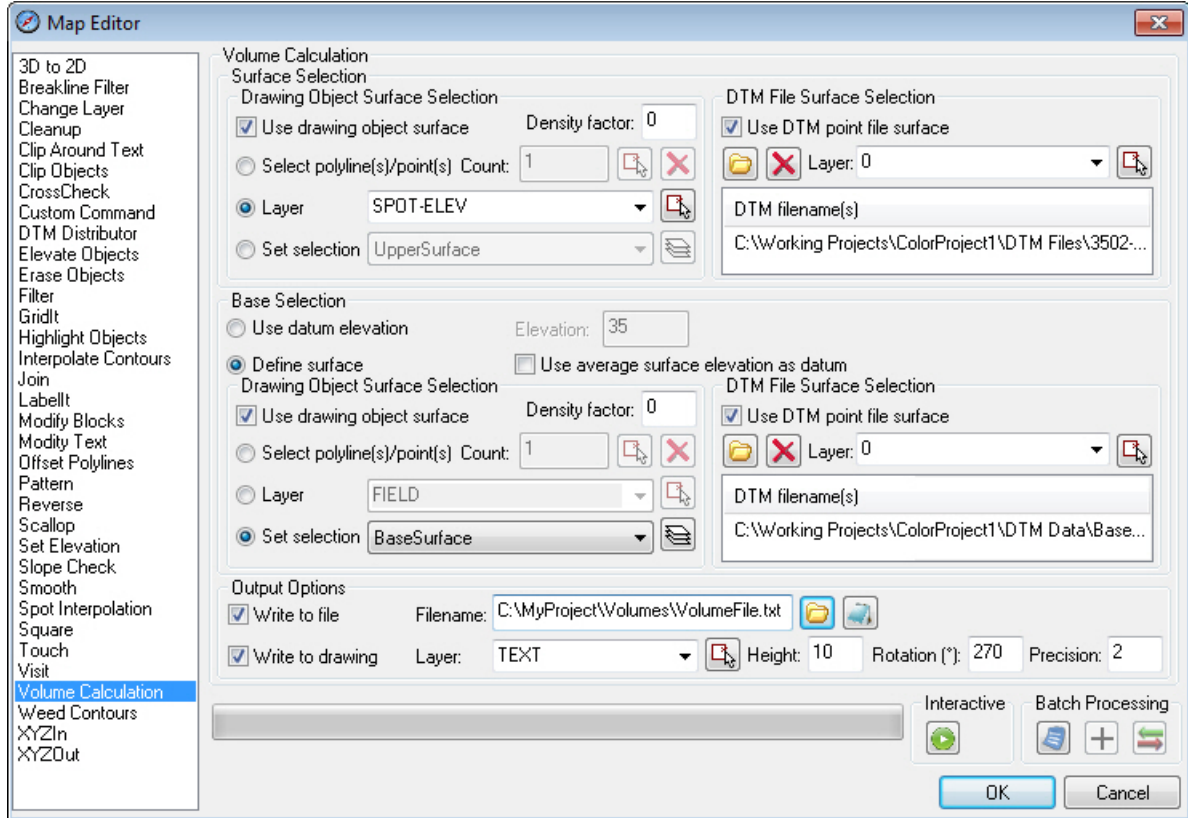 Map Editor
3D to 2D
Breakline Filter
Change Layer
Cleanup
Clip Around Text
Clip Objects
CrossCheck
Custom Command
DTM Distributor
Elevate Objects
Erase Objects
Filter
GridIt
Highlight Objects
Interpolate Contours
Join
LabelIt
Modify Blocks
Modity Text
Offset Polylines
Pattern
Reverse
Scallop
Set Elevation
Slope Check
Smooth
Spot Interpolation
Square
Touch
Visit
Volume Calculation
Weed Contours
XYZIn
XYZOut
Volume Calculation
Surface Selection
Drawing Object Surface Selection
Use drawing object surface Density factor: 0
Select polyline(s)/point(s) Count: 1
Layer SPOT-ELEV
Set selection UpperSurface
DTM File Surface Selection
Use DTM point file surface
Layer: 0
DTM filename(s)
C:\Working Projects\ColorProject1\DTM Files\3502-...
Base Selection
Use datum elevation Elevation: 35
Define surface Use average surface elevation as datum
Drawing Object Surface Selection
Use drawing object surface Density factor: 0
Select polyline(s)/point(s) Count: 1
Layer FIELD
Set selection BaseSurface
DTM File Surface Selection
Use DTM point file surface
Layer: 0
DTM filename(s)
C:\Working Projects\ColorProject1\DTM Data\Base...
Output Options
Write to file Filename: C:\MyProject\Volumes\VolumeFile.txt
Write to drawing Layer: TEXT Height: 10 Rotation (°): 270 Precision: 2
Interactive Batch Processing
OK Cancel